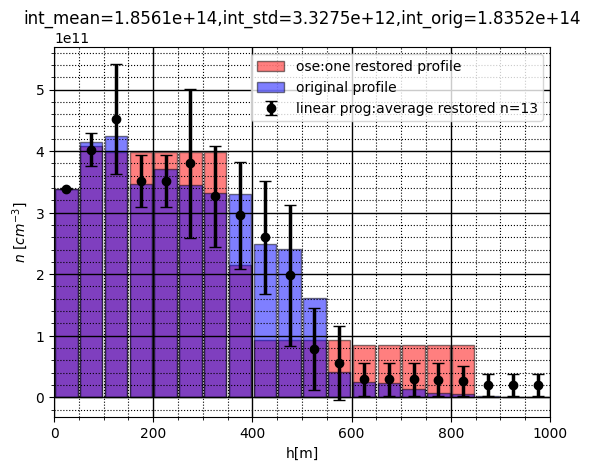 int_mean=1.8561e+14,int_std=3.3275e+12,int_orig=1.8352e+14
1e11
ose:one restored profile
original profile
linear prog:average restored n=13
5
4
3
2
1
0
n [cm⁻³]
0 200 400 600 800 1000
h[m]